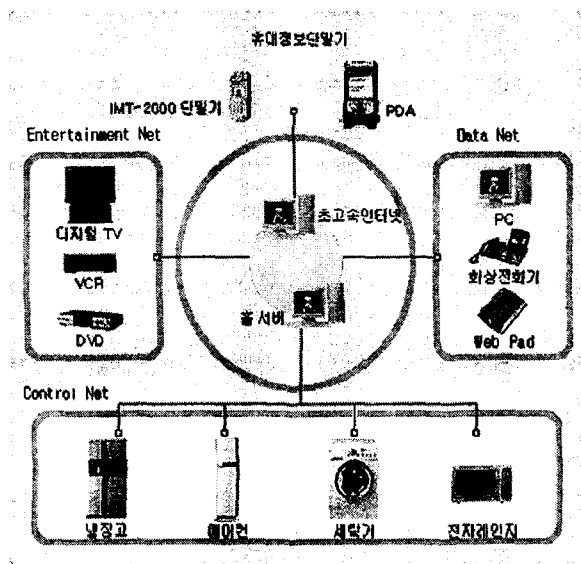 휴대정보단말기
IMT-2000 단말기
PDA
Entertainment Net
Data Net
디지털 TV
초고속인터넷
PC
VCR
화상전화기
홈 서버
DVD
Web Pad
Control Net
냉장고
에어컨
세탁기
전자레인지